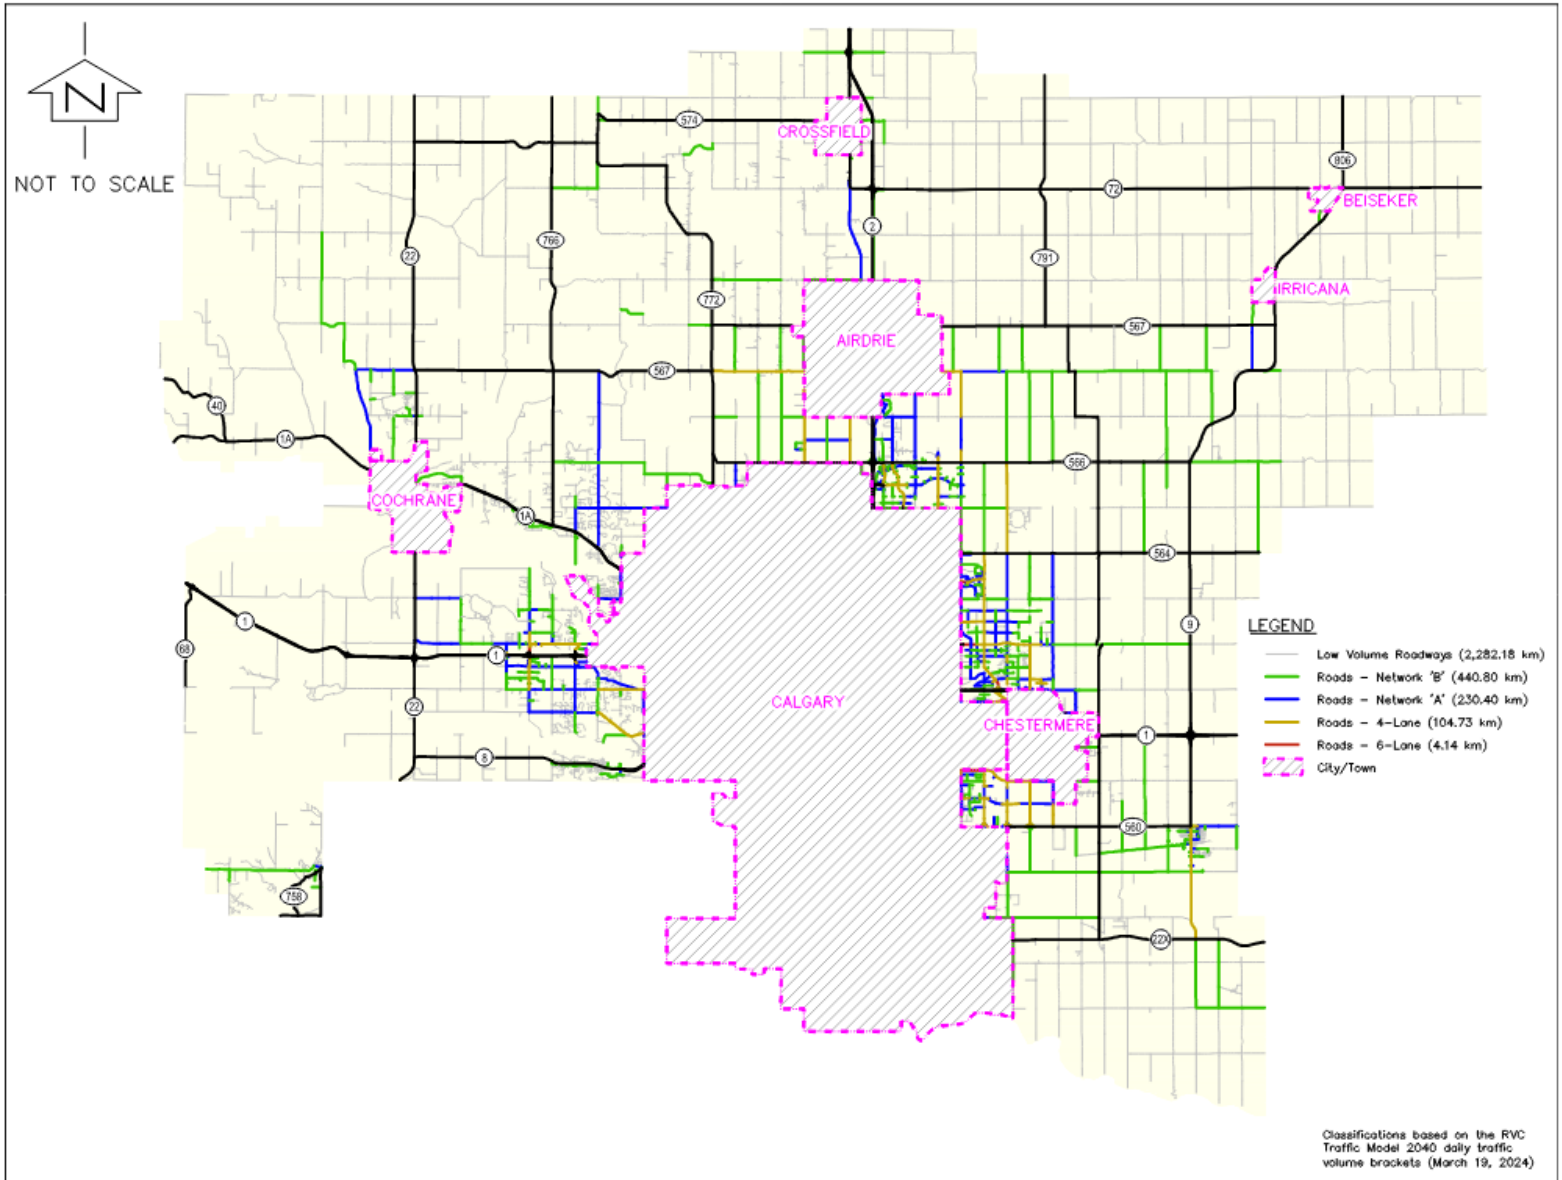 N
NOT TO SCALE
574
CROSSFIELD
806
72
BEISEKER
766
2
22
791
IRRICANA
772
567
AIRDRIE
567
40
1A
566
COCHRANE
1A
564
1
9
68
1
22
CALGARY
CHESTERMERE
1
8
560
758
22X
LEGEND
Low Volume Roadways (2,282.18 km)
Roads - Network 'B' (440.80 km)
Roads - Network 'A' (230.40 km)
Roads - 4-Lane (104.73 km)
Roads - 6-Lane (4.14 km)
City/Town
Classifications based on the RVC
Traffic Model 2040 daily traffic
volume brackets (March 19, 2024)